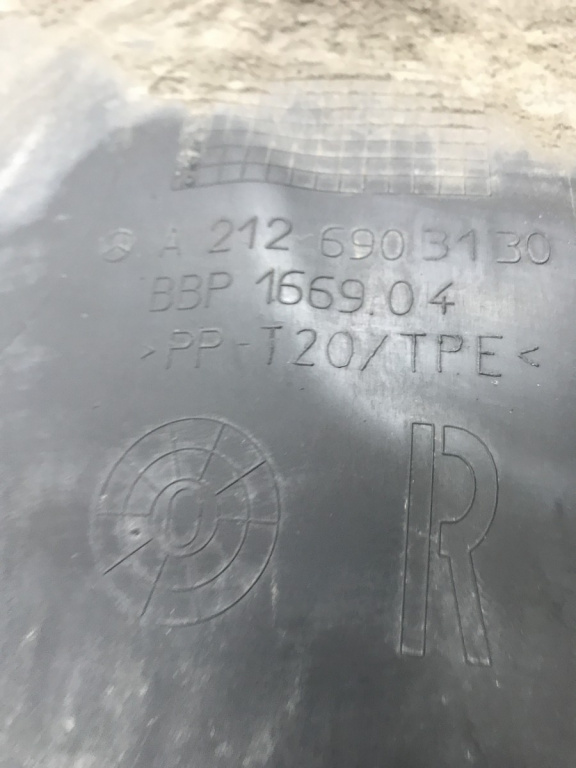 A 212 690 31 30
BBP 1669.04
>PP-T20/TPE<
R